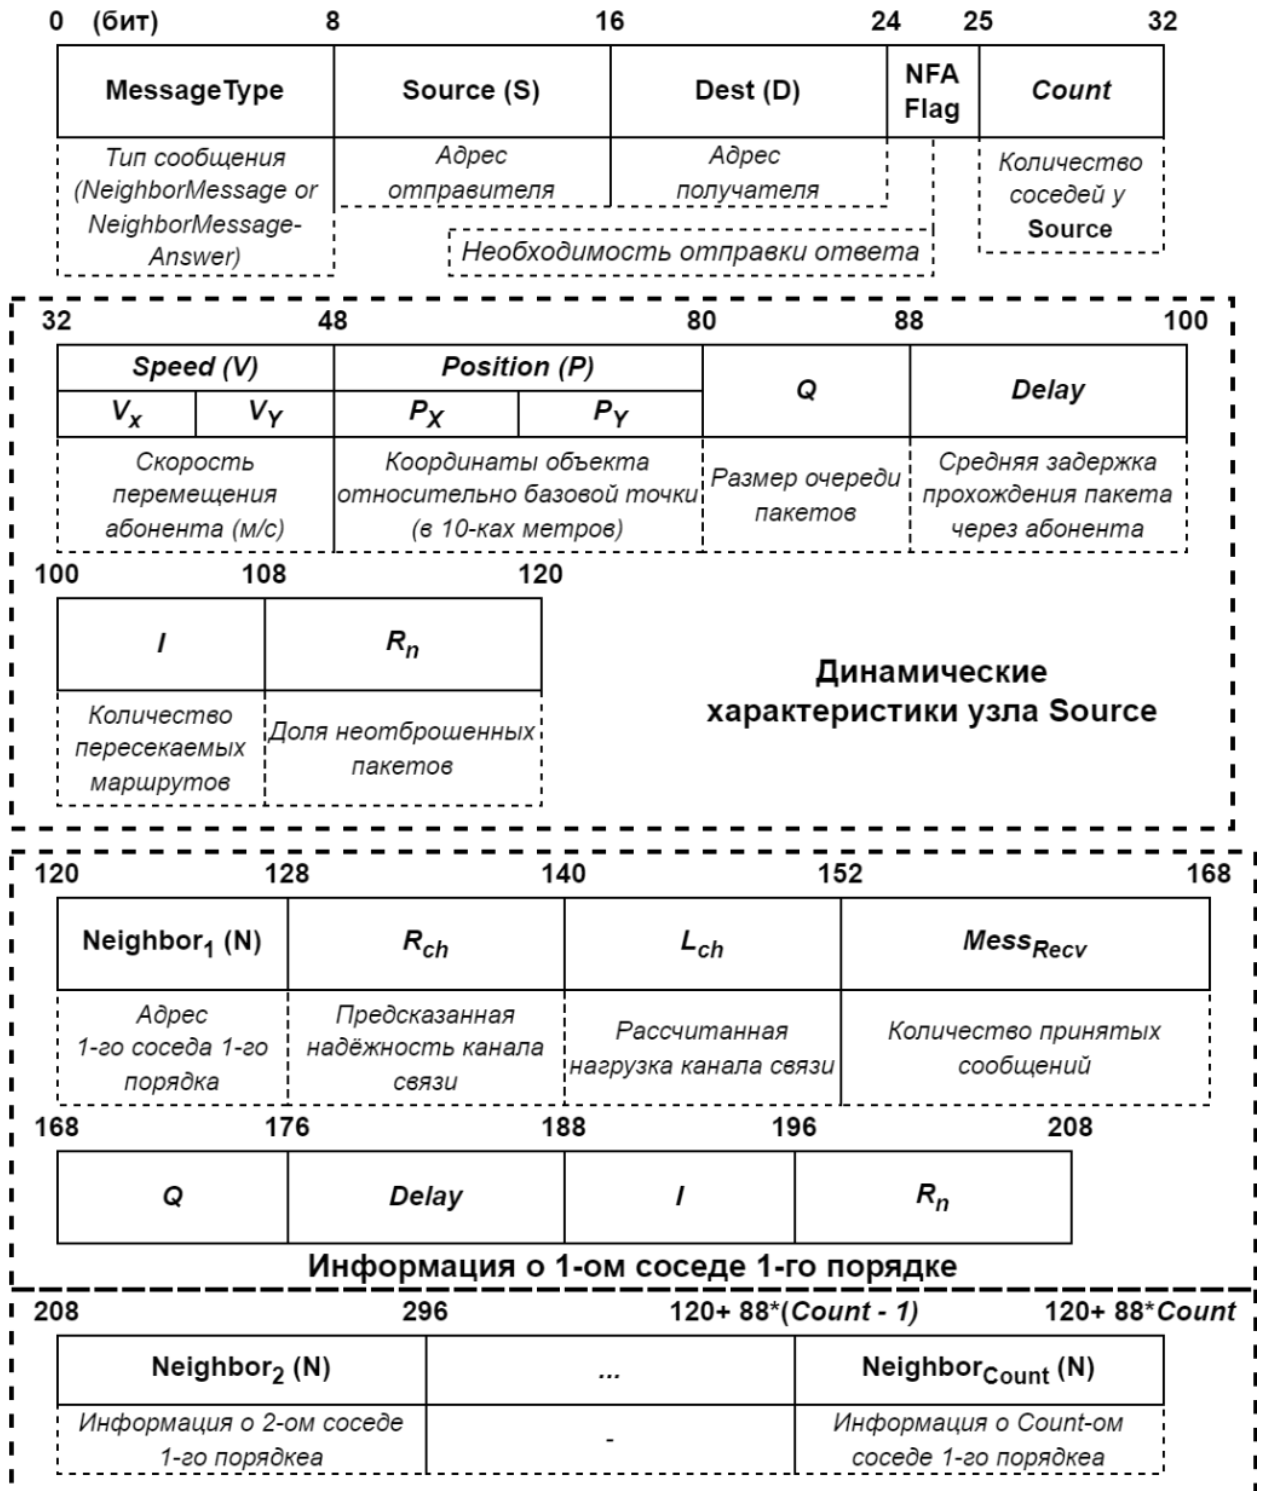 0 (бит) 8 16 24 25 32
MessageType Source (S) Dest (D) NFA Flag Count
Тип сообщения
(NeighborMessage or
NeighborMessage-
Answer)
Адрес
отправителя
Адрес
получателя
Количество
соседей у
Source
Необходимость отправки ответа
32 48 80 88 100
Speed (V) Position (P) Q Delay
Vx VY PX PY
Скорость
перемещения
абонента (м/с)
Координаты объекта
относительно базовой точки
(в 10-ках метров)
Размер очереди
пакетов
Средняя задержка
прохождения пакета
через абонента
100 108 120
I Rn
Количество
пересекаемых
маршрутов
Доля неотброшенных
пакетов
Динамические
характеристики узла Source
120 128 140 152 168
Neighbor1 (N) Rch Lch MessRecv
Адрес
1-го соседа 1-го
порядка
Предсказанная
надёжность канала
связи
Рассчитанная
нагрузка канала связи
Количество принятых
сообщений
168 176 188 196 208
Q Delay I Rn
Информация о 1-ом соседе 1-го порядке
208 296 120+ 88*(Count - 1) 120+ 88*Count
Neighbor2 (N) ... NeighborCount (N)
Информация о 2-ом соседе
1-го порядкеа
-
Информация о Count-ом
соседе 1-го порядкеа